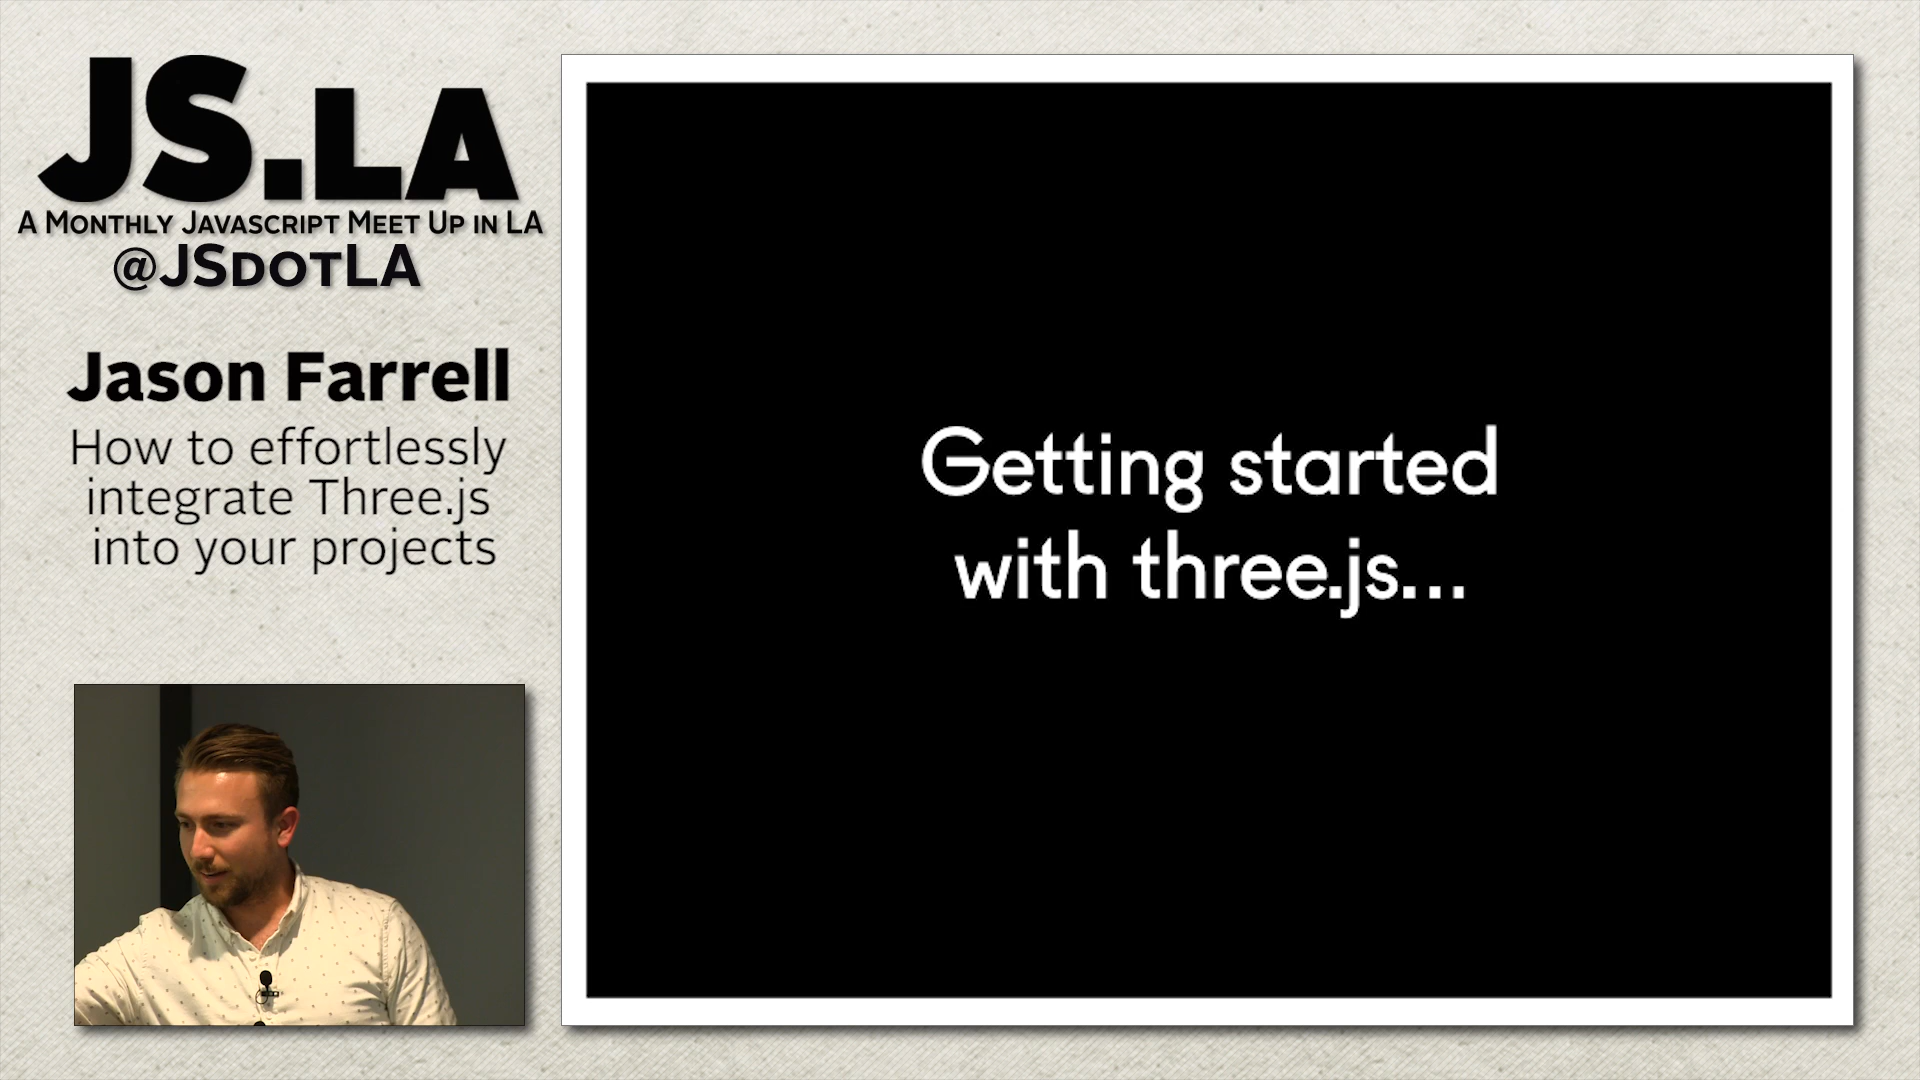 JS.LA
A Monthly Javascript Meet Up in LA
@JSdotLA
Jason Farrell
How to effortlessly
integrate Three.js
into your projects
Getting started
with three.js...